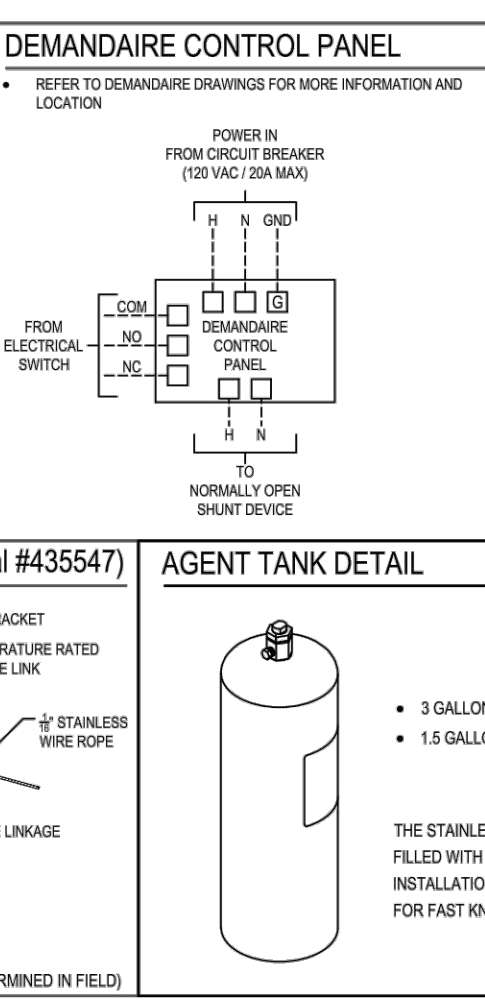 DEMANDAIRE CONTROL PANEL
• REFER TO DEMANDAIRE DRAWINGS FOR MORE INFORMATION AND
LOCATION
POWER IN
FROM CIRCUIT BREAKER
(120 VAC / 20A MAX)
H N GND
G
COM
NO
NC
FROM
ELECTRICAL
SWITCH
DEMANDAIRE
CONTROL
PANEL
H N
TO
NORMALLY OPEN
SHUNT DEVICE
#435547)
ACKET
RATURE RATED
E LINK
1/16" STAINLESS
WIRE ROPE
LINKAGE
RMINED IN FIELD)
AGENT TANK DETAIL
• 3 GALLON
• 1.5 GALLO
THE STAINLE
FILLED WITH
INSTALLATIO
FOR FAST KN